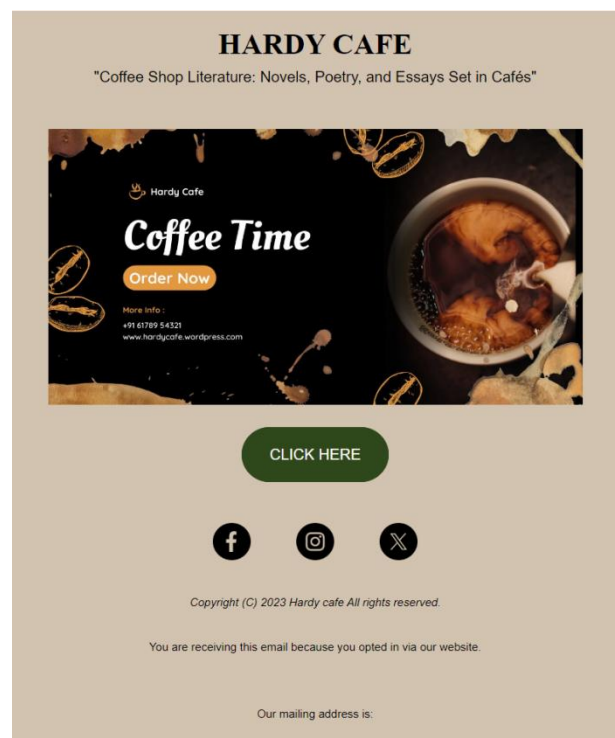 HARDY CAFE
"Coffee Shop Literature: Novels, Poetry, and Essays Set in Cafés"
Hardy Cafe
Coffee Time
Order Now
More Info :
+91 61789 54321
www.hardycafe.wordpress.com
CLICK HERE
Copyright (C) 2023 Hardy cafe All rights reserved.
You are receiving this email because you opted in via our website.
Our mailing address is: